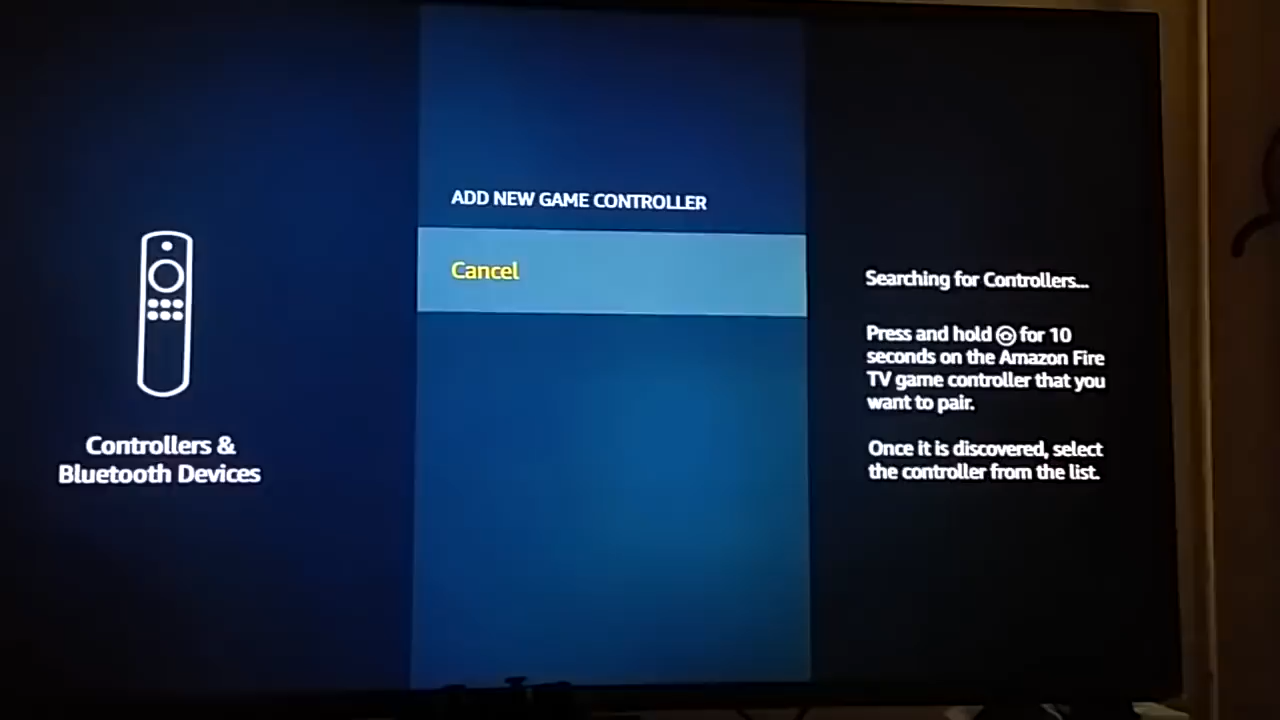 ADD NEW GAME CONTROLLER
Cancel
Controllers &
Bluetooth Devices
Searching for Controllers...
Press and hold for 10
seconds on the Amazon Fire
TV game controller that you
want to pair.
Once it is discovered, select
the controller from the list.